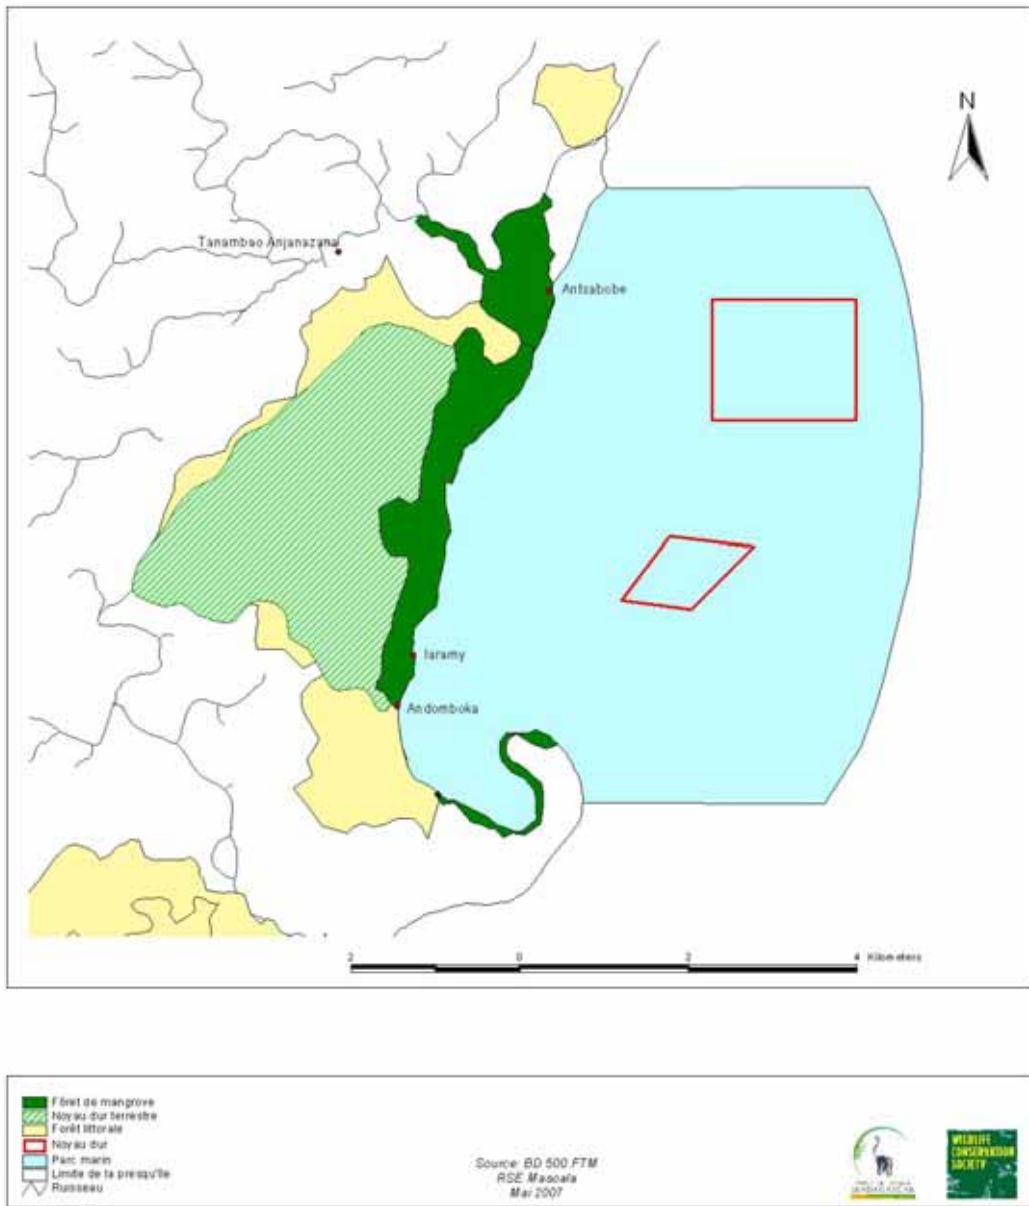 N
Tanambao Anjanazana
Antsabobe
Iaramy
Andomboka
2 0 2 4 Kilometers
Fôret de mangrove
Noyau dur terrestre
Forêt littorale
Noyau dur
Parc marin
Limite de la presqu'île
Ruisseau
Source: BD 500 FTM
RSE Masoala
Mai 2007
MADAGASCAR
WILDLIFE
CONSERVATION
SOCIETY